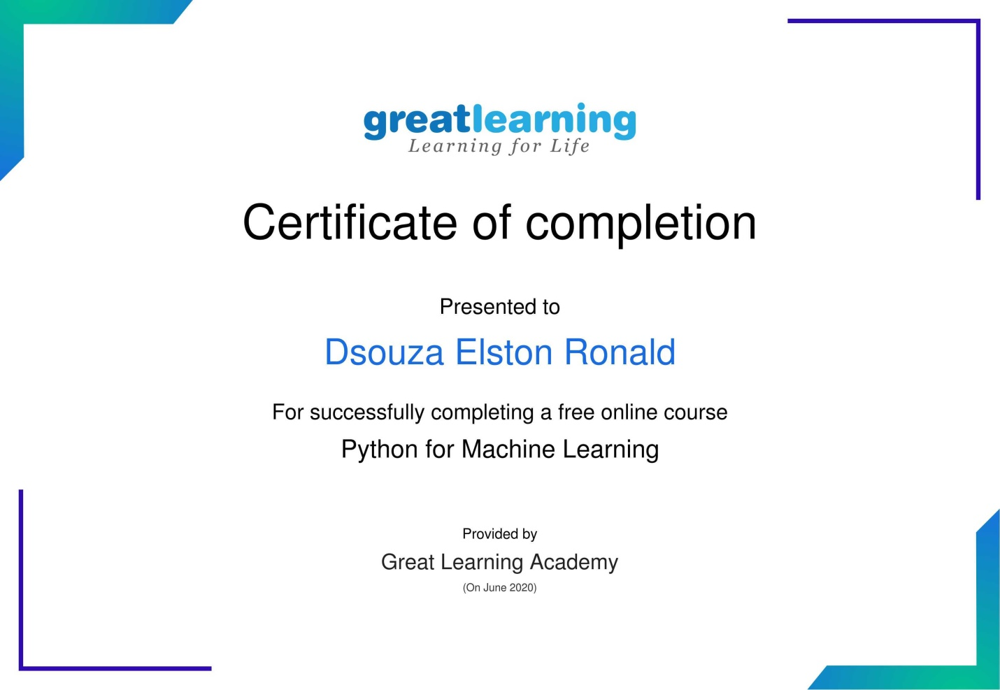 greatlearning
Learning for Life
Certificate of completion
Presented to
Dsouza Elston Ronald
For successfully completing a free online course
Python for Machine Learning
Provided by
Great Learning Academy
(On June 2020)